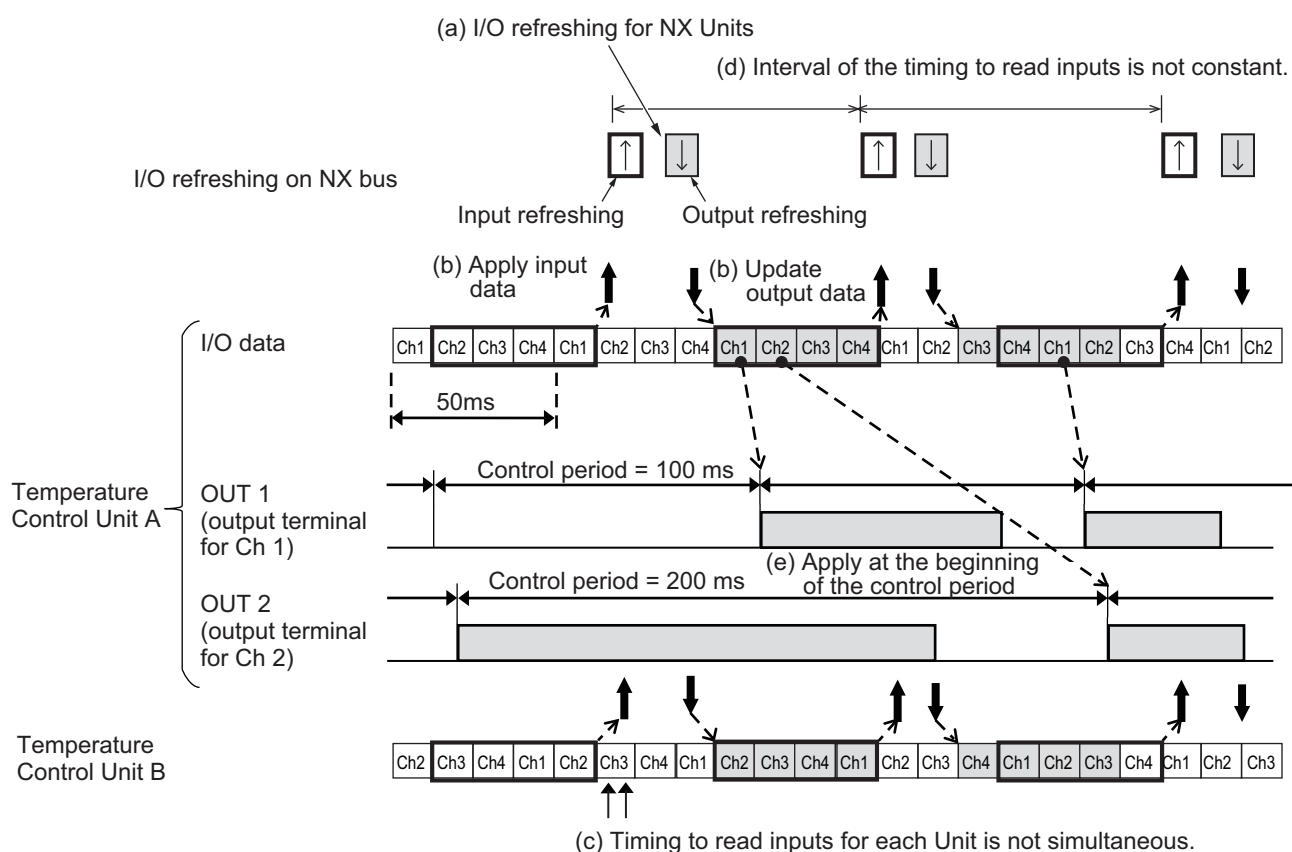 (a) I/O refreshing for NX Units
(d) Interval of the timing to read inputs is not constant.
↑ ↓ ↑ ↓ ↑ ↓
I/O refreshing on NX bus
Input refreshing
Output refreshing
(b) Apply input
data
(b) Update
output data
I/O data
Ch1 Ch2 Ch3 Ch4 Ch1 Ch2 Ch3 Ch4 Ch1 Ch2 Ch3 Ch4 Ch1 Ch2 Ch3 Ch4 Ch1 Ch2 Ch3 Ch4 Ch1 Ch2
50ms
Temperature
Control Unit A
Control period = 100 ms
OUT 1
(output terminal
for Ch 1)
(e) Apply at the beginning
of the control period
Control period = 200 ms
OUT 2
(output terminal
for Ch 2)
Temperature
Control Unit B
Ch2 Ch3 Ch4 Ch1 Ch2 Ch3 Ch4 Ch1 Ch2 Ch3 Ch4 Ch1 Ch2 Ch3 Ch4 Ch1 Ch2 Ch3 Ch4 Ch1 Ch2 Ch3
(c) Timing to read inputs for each Unit is not simultaneous.